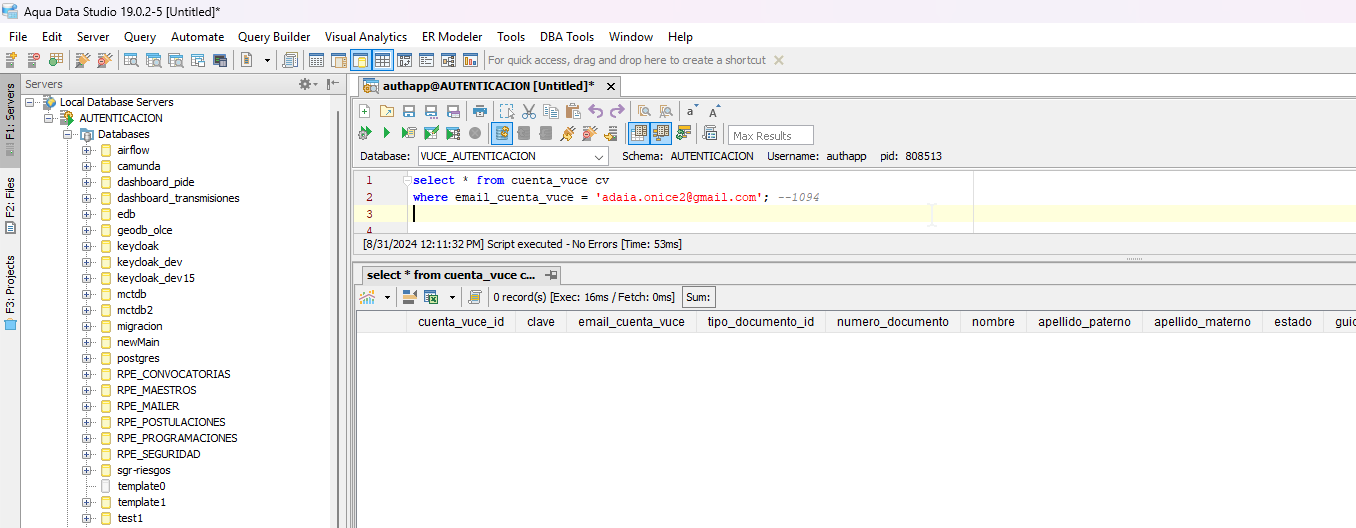 Aqua Data Studio 19.0.2-5 [Untitled]*
File Edit Server Query Automate Query Builder Visual Analytics ER Modeler Tools DBA Tools Window Help
For quick access, drag and drop here to create a shortcut
F1: Servers
F2: Files
F3: Projects
Servers
Local Database Servers
AUTENTICACION
Databases
airflow
camunda
dashboard_pide
dashboard_transmisiones
edb
geodb_olce
keycloak
keycloak_dev
keycloak_dev15
mctdb
mctdb2
migracion
newMain
postgres
RPE_CONVOCATORIAS
RPE_MAESTROS
RPE_MAILER
RPE_POSTULACIONES
RPE_PROGRAMACIONES
RPE_SEGURIDAD
sgr-riesgos
template0
template1
test1
authapp@AUTENTICACION [Untitled]*
Max Results
Database: VUCE_AUTENTICACION Schema: AUTENTICACION Username: authapp pid: 808513
1 select * from cuenta_vuce cv
2 where email_cuenta_vuce = 'adaia.onice2@gmail.com'; --1094
3
4
[8/31/2024 12:11:32 PM] Script executed - No Errors [Time: 53ms]
select * from cuenta_vuce c...
0 record(s) [Exec: 16ms / Fetch: 0ms] Sum:
cuenta_vuce_id clave email_cuenta_vuce tipo_documento_id numero_documento nombre apellido_paterno apellido_materno estado guic